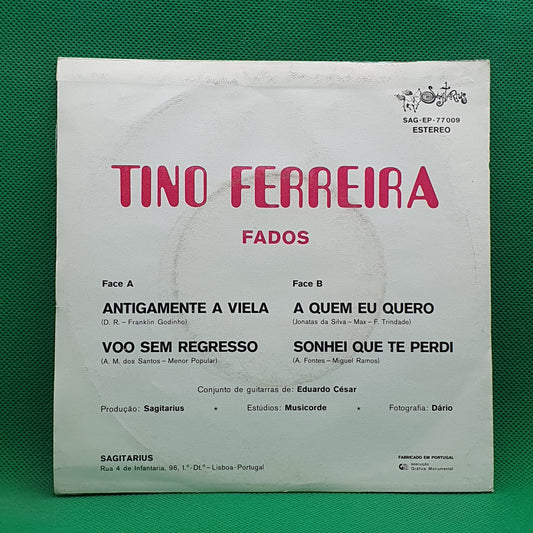 Sagitarius
SAG-EP-77009
ESTEREO
TINO FERREIRA
FADOS
Face A
ANTIGAMENTE A VIELA
(D. R. – Franklin Godinho)
VOO SEM REGRESSO
(A. M. dos Santos – Menor Popular)
Face B
A QUEM EU QUERO
(Jonatas da Silva – Max – F. Trindade)
SONHEI QUE TE PERDI
(A. Fontes – Miguel Ramos)
Conjunto de guitarras de: Eduardo César
Produção: Sagitarius * Estúdios: Musicorde * Fotografia: Dário
SAGITARIUS
Rua 4 de Infantaria, 96, 1.º-Dt.º – Lisboa-Portugal
FABRICADO EM PORTUGAL
EXECUÇÃO
Gráfica Monumental